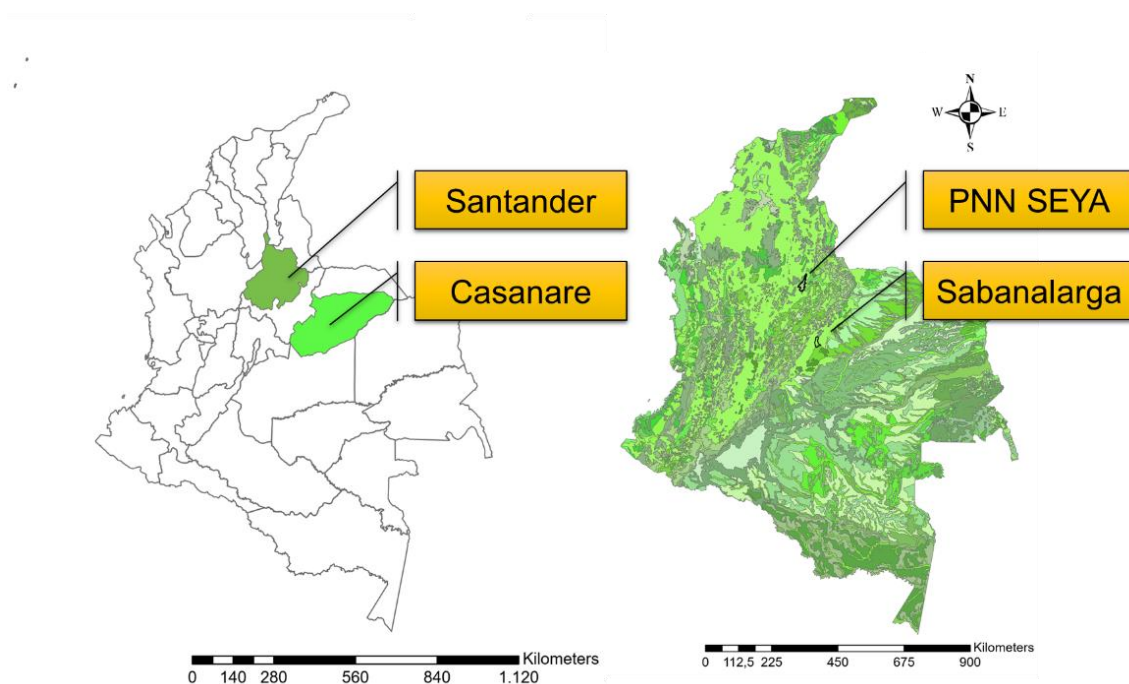 N
W E
S
Santander
PNN SEYA
Casanare
Sabanalarga
Kilometers
0 140 280 560 840 1.120
Kilometers
0 112,5 225 450 675 900